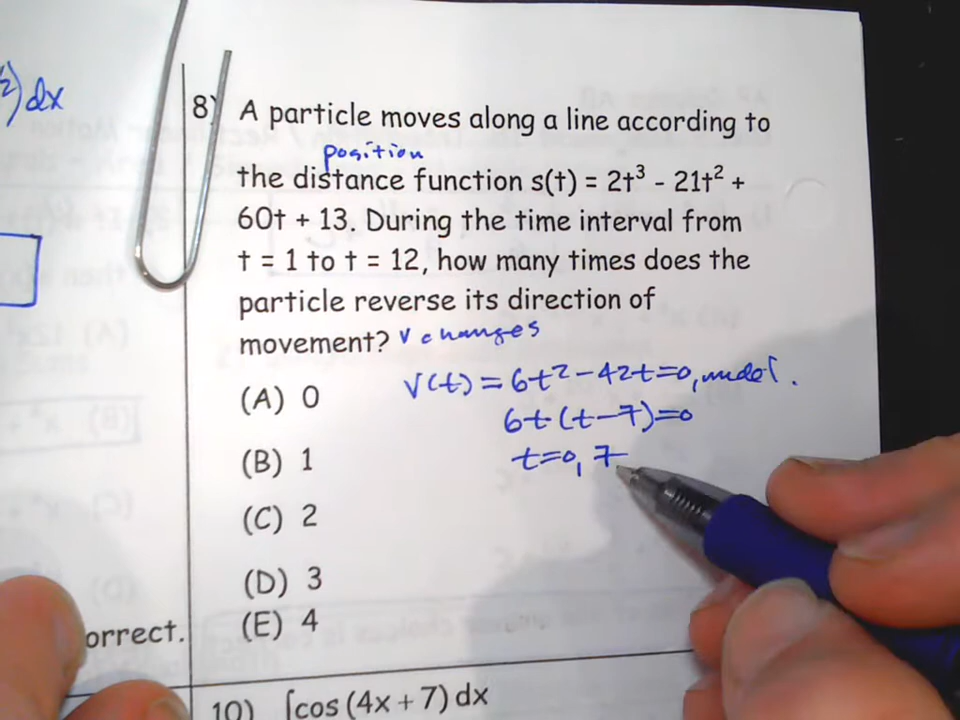 2) dx
8) A particle moves along a line according to
position
the distance function s(t) = 2t³ - 21t² +
60t + 13. During the time interval from
t = 1 to t = 12, how many times does the
particle reverse its direction of
movement? V changes
V(t) = 6t² - 42t = 0, undef.
(A) 0
6t (t - 7) = 0
t = 0, 7
(B) 1
(C) 2
(D) 3
orrect.
(E) 4
10) ∫cos (4x + 7) dx